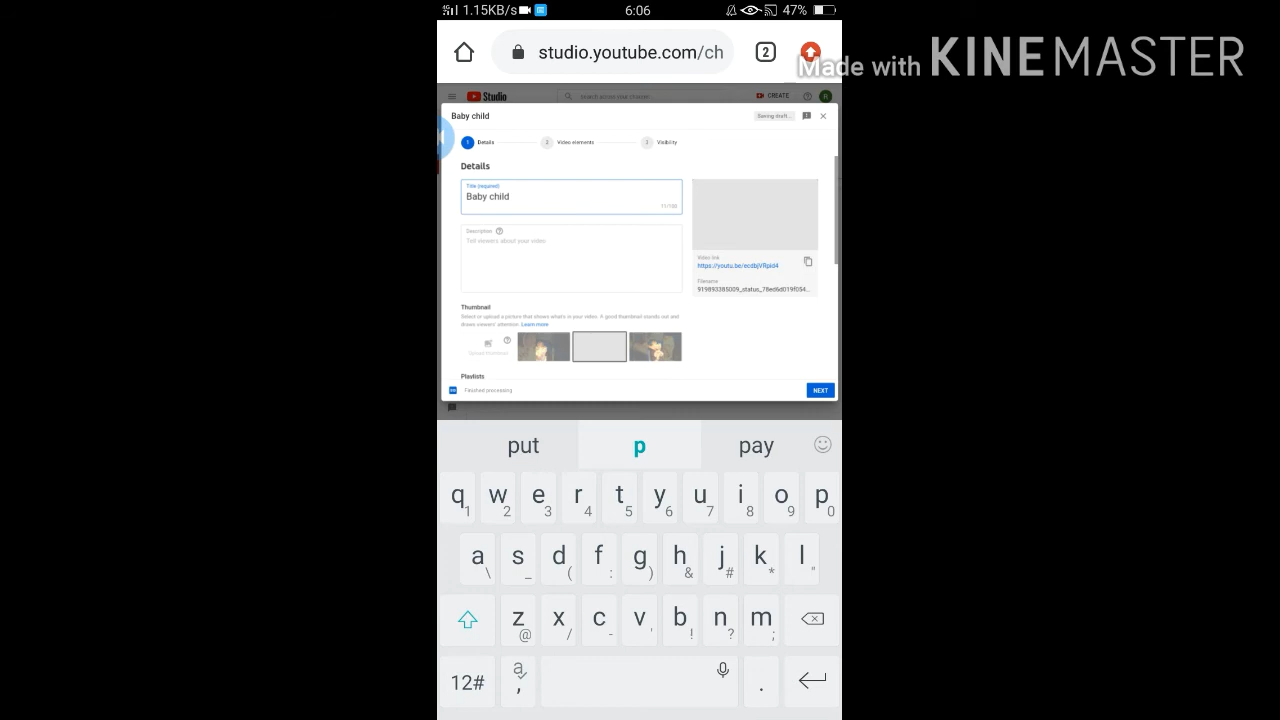 4G 1.15KB/s 6:06 47%
studio.youtube.com/ch 2
Made with KINEMASTER
Studio Search across your channel CREATE R
Baby child Saving draft...
1 Details 2 Video elements 3 Visibility
Details
Title (required)
Baby child
11/100
Description
Tell viewers about your video
Video link
https://youtu.be/ecdbjVRpid4
Filename
919893385009_status_78ed6d019f054...
Thumbnail
Select or upload a picture that shows what's in your video. A good thumbnail stands out and
draws viewers' attention. Learn more
Upload thumbnail
Playlists
Finished processing NEXT
put p pay
q w e r t y u i o p
1 2 3 4 5 6 7 8 9 0
a s d f g h j k l
\ _ ( : ) & # * "
z x c v b n m
@ / - ' ! ? ;
12# a , .